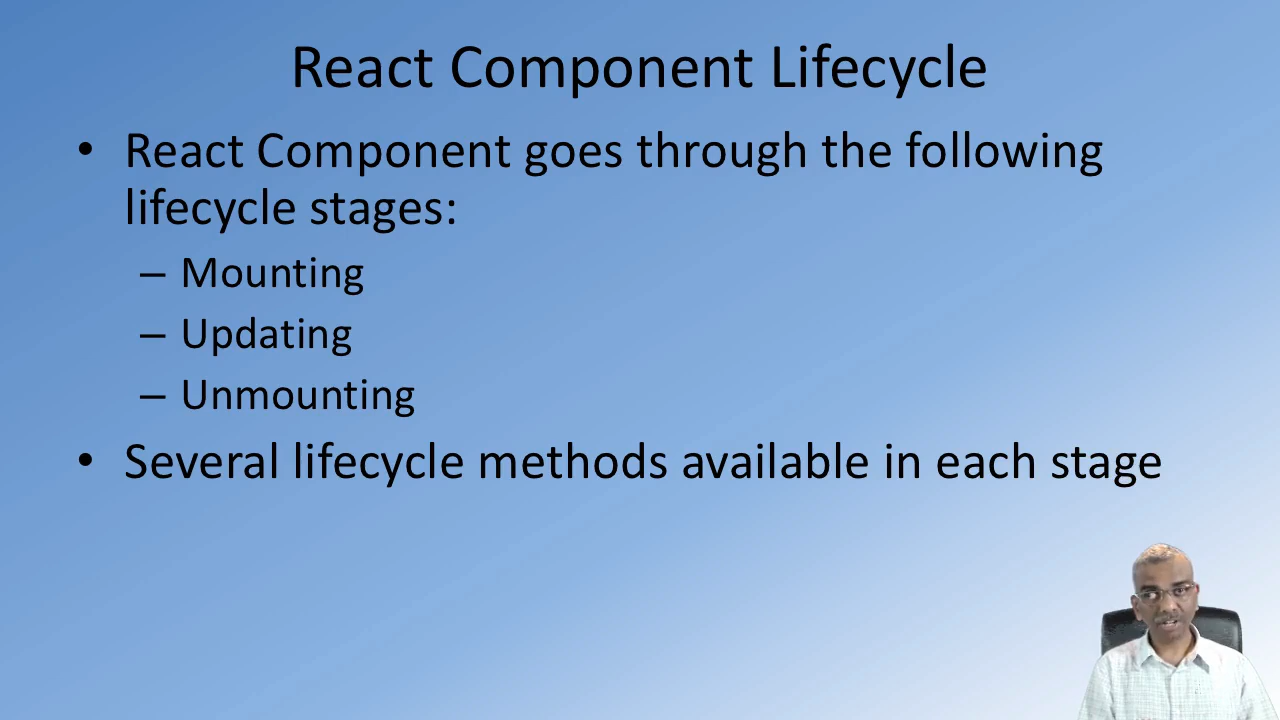 React Component Lifecycle
• React Component goes through the following
lifecycle stages:
– Mounting
– Updating
– Unmounting
• Several lifecycle methods available in each stage